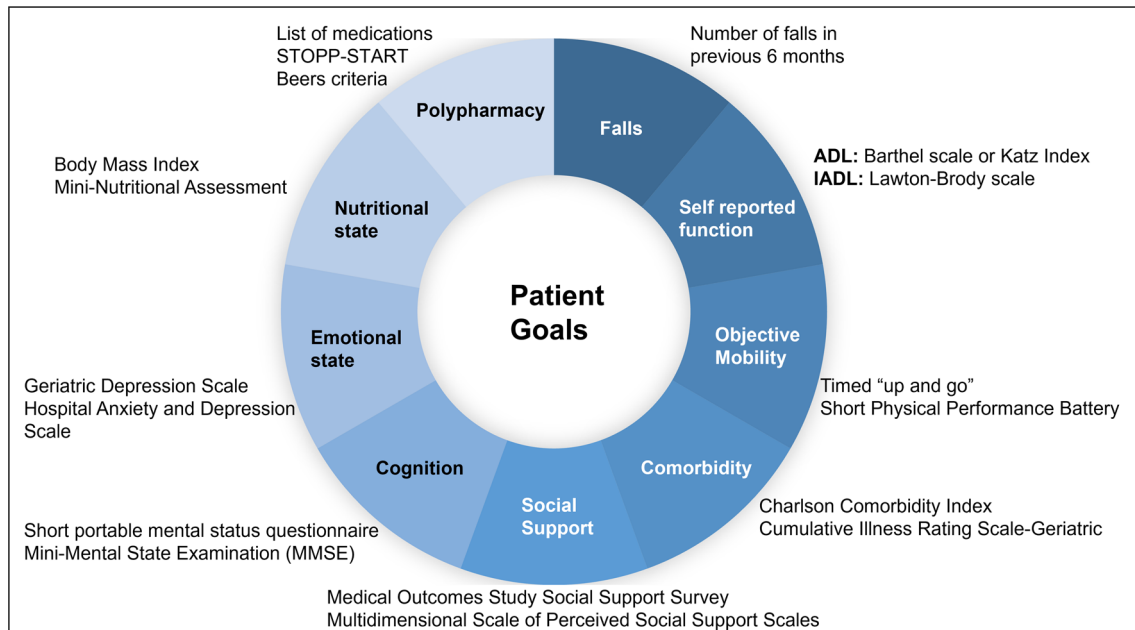 List of medications
STOPP-START
Beers criteria
Number of falls in
previous 6 months
Polypharmacy
Falls
Body Mass Index
Mini-Nutritional Assessment
ADL: Barthel scale or Katz Index
IADL: Lawton-Brody scale
Nutritional
state
Self reported
function
Patient
Goals
Emotional
state
Objective
Mobility
Geriatric Depression Scale
Hospital Anxiety and Depression
Scale
Timed “up and go”
Short Physical Performance Battery
Cognition
Comorbidity
Social
Support
Short portable mental status questionnaire
Mini-Mental State Examination (MMSE)
Charlson Comorbidity Index
Cumulative Illness Rating Scale-Geriatric
Medical Outcomes Study Social Support Survey
Multidimensional Scale of Perceived Social Support Scales